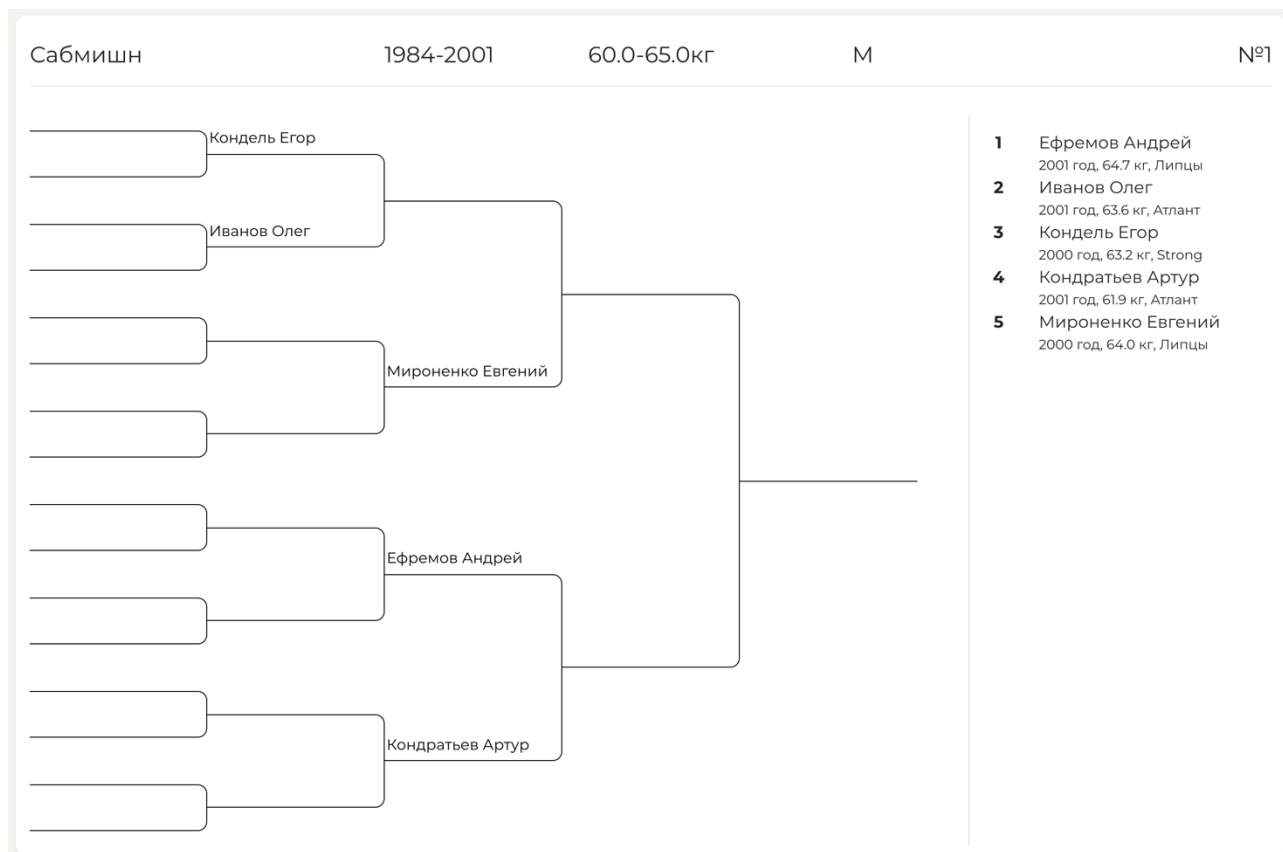 Сабмишн 1984-2001 60.0-65.0кг М №1
Кондель Егор
Иванов Олег
Мироненко Евгений
Ефремов Андрей
Кондратьев Артур
1 Ефремов Андрей
2001 год, 64.7 кг, Липцы
2 Иванов Олег
2001 год, 63.6 кг, Атлант
3 Кондель Егор
2000 год, 63.2 кг, Strong
4 Кондратьев Артур
2001 год, 61.9 кг, Атлант
5 Мироненко Евгений
2000 год, 64.0 кг, Липцы